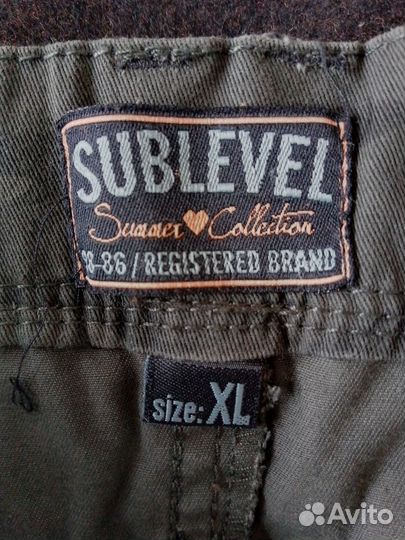 SUBLEVEL
Summer Collection
8-86 / REGISTERED BRAND
size: XL
Avito